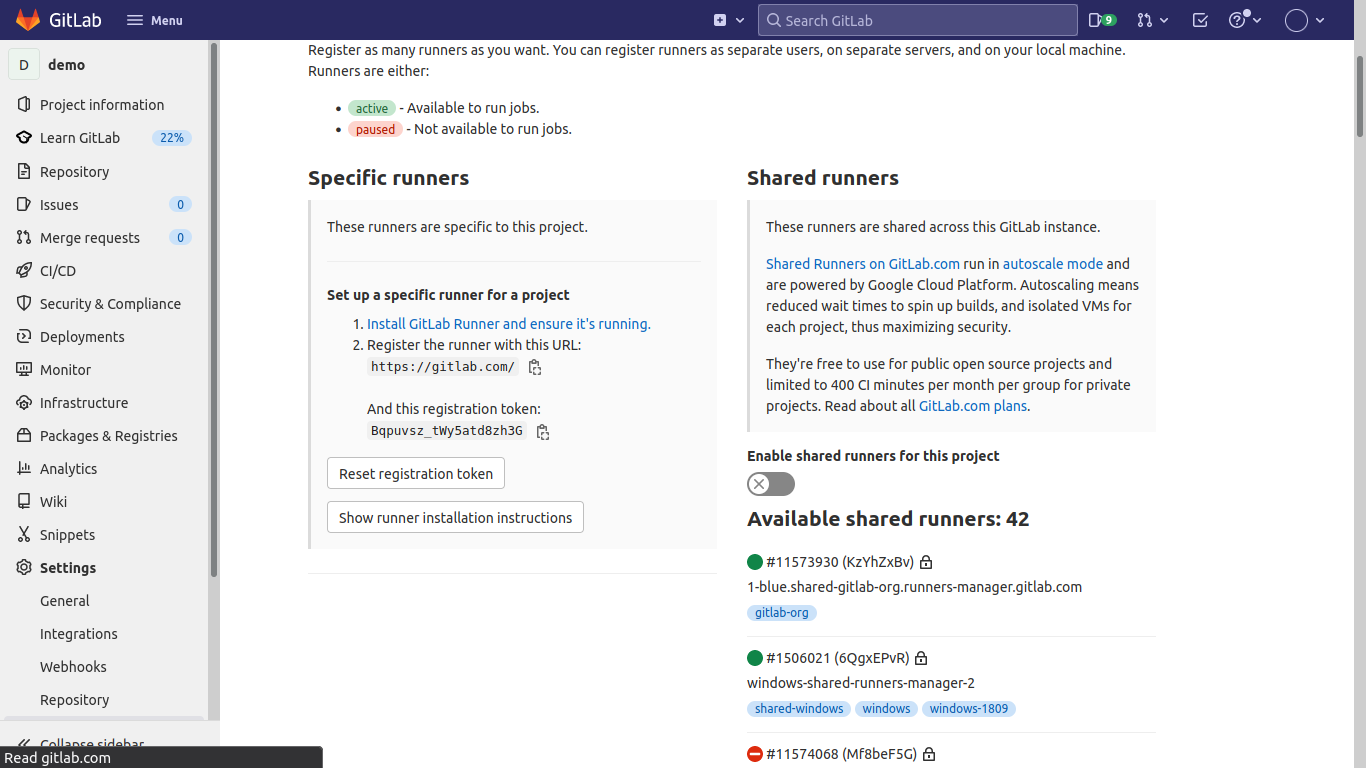 GitLab
Menu
Search GitLab
9
D
demo
Project information
Learn GitLab
22%
Repository
Issues
0
Merge requests
0
CI/CD
Security & Compliance
Deployments
Monitor
Infrastructure
Packages & Registries
Analytics
Wiki
Snippets
Settings
General
Integrations
Webhooks
Repository
Collapse sidebar
Read gitlab.com
Register as many runners as you want. You can register runners as separate users, on separate servers, and on your local machine.
Runners are either:
active - Available to run jobs.
paused - Not available to run jobs.
Specific runners
These runners are specific to this project.
Set up a specific runner for a project
1. Install GitLab Runner and ensure it's running.
2. Register the runner with this URL:
https://gitlab.com/
And this registration token:
Bqpuvsz_tWy5atd8zh3G
Reset registration token
Show runner installation instructions
Shared runners
These runners are shared across this GitLab instance.
Shared Runners on GitLab.com run in autoscale mode and
are powered by Google Cloud Platform. Autoscaling means
reduced wait times to spin up builds, and isolated VMs for
each project, thus maximizing security.
They're free to use for public open source projects and
limited to 400 CI minutes per month per group for private
projects. Read about all GitLab.com plans.
Enable shared runners for this project
Available shared runners: 42
#11573930 (KzYhZxBv)
1-blue.shared-gitlab-org.runners-manager.gitlab.com
gitlab-org
#1506021 (6QgxEPvR)
windows-shared-runners-manager-2
shared-windows windows windows-1809
#11574068 (Mf8beF5G)